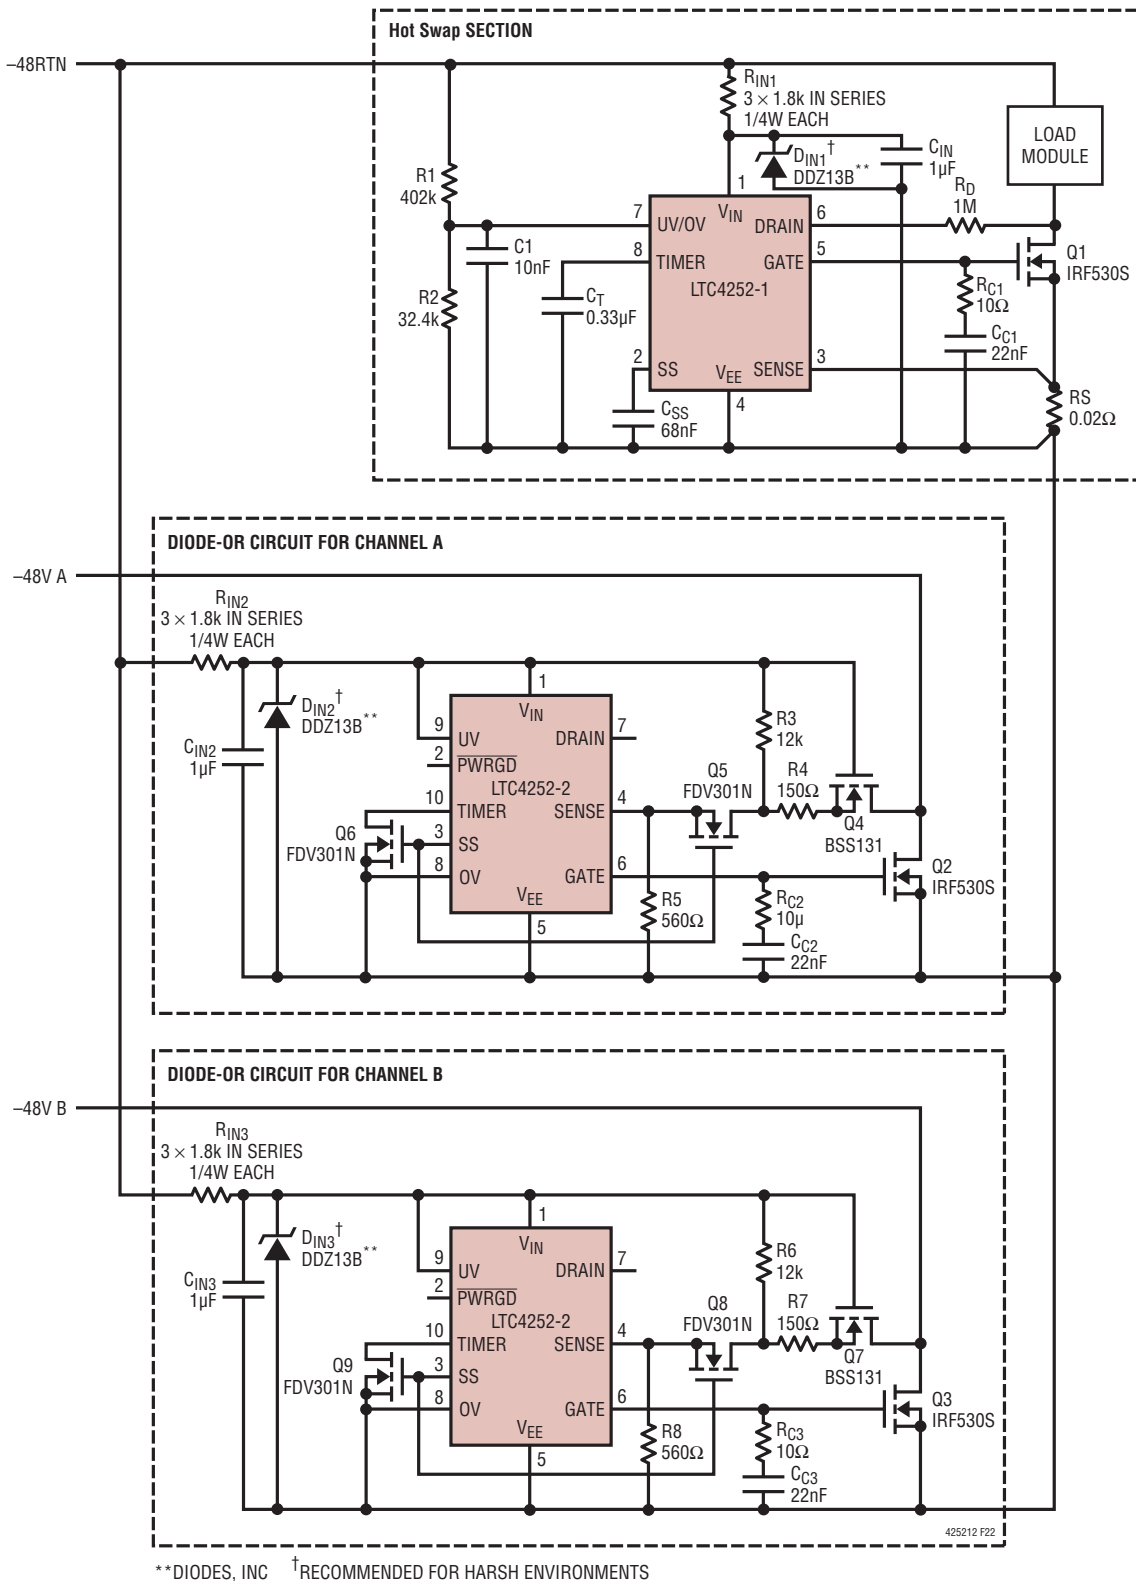 Hot Swap SECTION
–48RTN
RIN1
3 × 1.8k IN SERIES
1/4W EACH
LOAD
MODULE
DIN1†
DDZ13B**
CIN
1µF
R1
402k
1
RD
1M
7
UV/OV
VIN
DRAIN
6
8
TIMER
GATE
5
C1
10nF
Q1
IRF530S
LTC4252-1
R2
32.4k
CT
0.33µF
RC1
10Ω
CC1
22nF
2
SS
VEE
SENSE
3
4
CSS
68nF
RS
0.02Ω
DIODE-OR CIRCUIT FOR CHANNEL A
–48V A
RIN2
3 × 1.8k IN SERIES
1/4W EACH
1
DIN2†
DDZ13B**
CIN2
1µF
9
UV
VIN
DRAIN
7
2
PWRGD
LTC4252-2
10
TIMER
SENSE
4
3
SS
8
OV
GATE
6
VEE
5
Q6
FDV301N
R3
12k
Q5
FDV301N
R4
150Ω
Q4
BSS131
Q2
IRF530S
R5
560Ω
RC2
10µ
CC2
22nF
DIODE-OR CIRCUIT FOR CHANNEL B
–48V B
RIN3
3 × 1.8k IN SERIES
1/4W EACH
1
DIN3†
DDZ13B**
CIN3
1µF
9
UV
VIN
DRAIN
7
2
PWRGD
LTC4252-2
10
TIMER
SENSE
4
3
SS
8
OV
GATE
6
VEE
5
Q9
FDV301N
R6
12k
Q8
FDV301N
R7
150Ω
Q7
BSS131
Q3
IRF530S
R8
560Ω
RC3
10Ω
CC3
22nF
425212 F22
**DIODES, INC †RECOMMENDED FOR HARSH ENVIRONMENTS